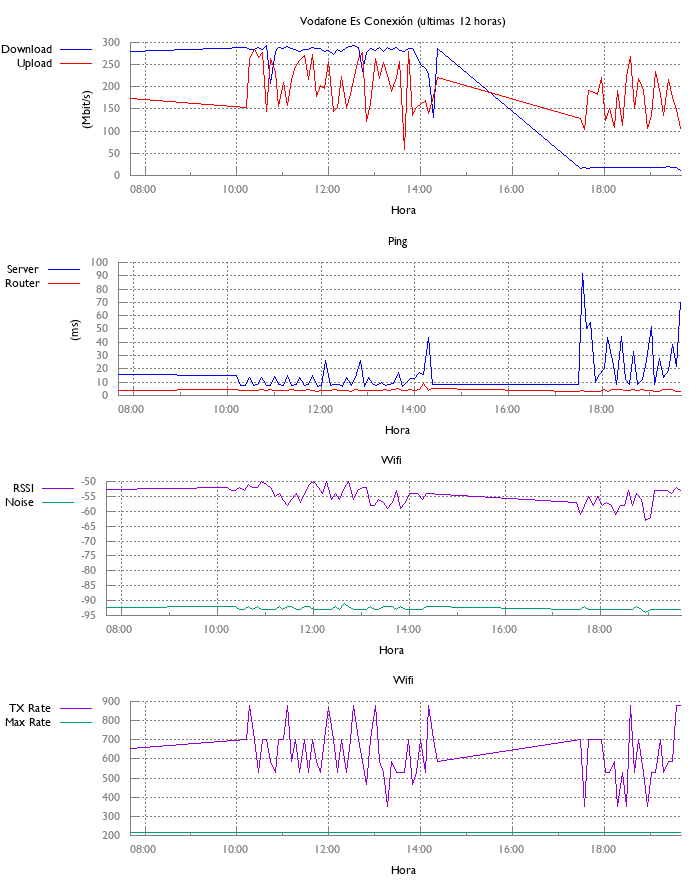 Vodafone Es Conexión (ultimas 12 horas)
Download
Upload
(Mbit/s)
300
250
200
150
100
50
0
08:00 10:00 12:00 14:00 16:00 18:00
Hora
Ping
Server
Router
(ms)
100
90
80
70
60
50
40
30
20
10
0
08:00 10:00 12:00 14:00 16:00 18:00
Hora
Wifi
RSSI
Noise
-50
-55
-60
-65
-70
-75
-80
-85
-90
-95
08:00 10:00 12:00 14:00 16:00 18:00
Hora
Wifi
TX Rate
Max Rate
900
800
700
600
500
400
300
200
08:00 10:00 12:00 14:00 16:00 18:00
Hora